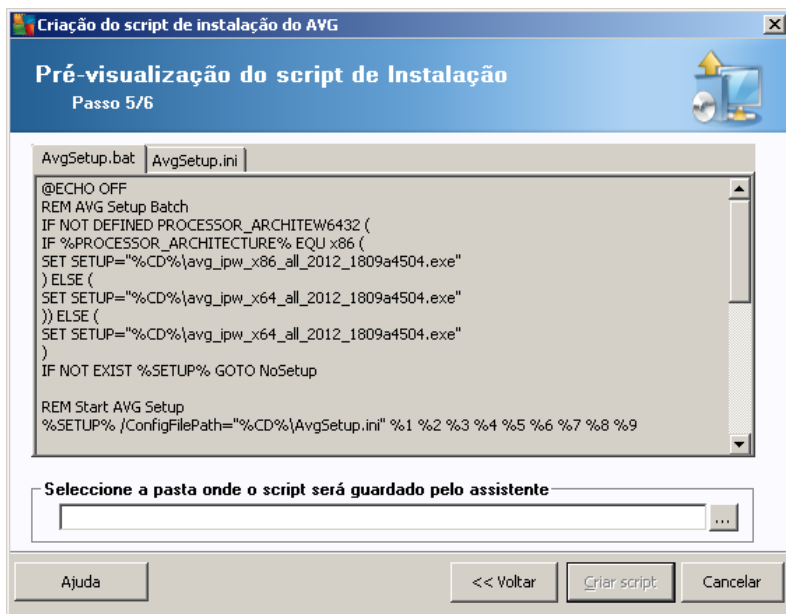 Criação do script de instalação do AVG
Pré-visualização do script de Instalação
Passo 5/6
AvgSetup.bat AvgSetup.ini
@ECHO OFF
REM AVG Setup Batch
IF NOT DEFINED PROCESSOR_ARCHITEW6432 (
IF %PROCESSOR_ARCHITECTURE% EQU x86 (
SET SETUP="%CD%\avg_ipw_x86_all_2012_1809a4504.exe"
) ELSE (
SET SETUP="%CD%\avg_ipw_x64_all_2012_1809a4504.exe"
)) ELSE (
SET SETUP="%CD%\avg_ipw_x64_all_2012_1809a4504.exe"
)
IF NOT EXIST %SETUP% GOTO NoSetup
REM Start AVG Setup
%SETUP% /ConfigFilePath="%CD%\AvgSetup.ini" %1 %2 %3 %4 %5 %6 %7 %8 %9
Seleccione a pasta onde o script será guardado pelo assistente
...
Ajuda << Voltar Criar script Cancelar